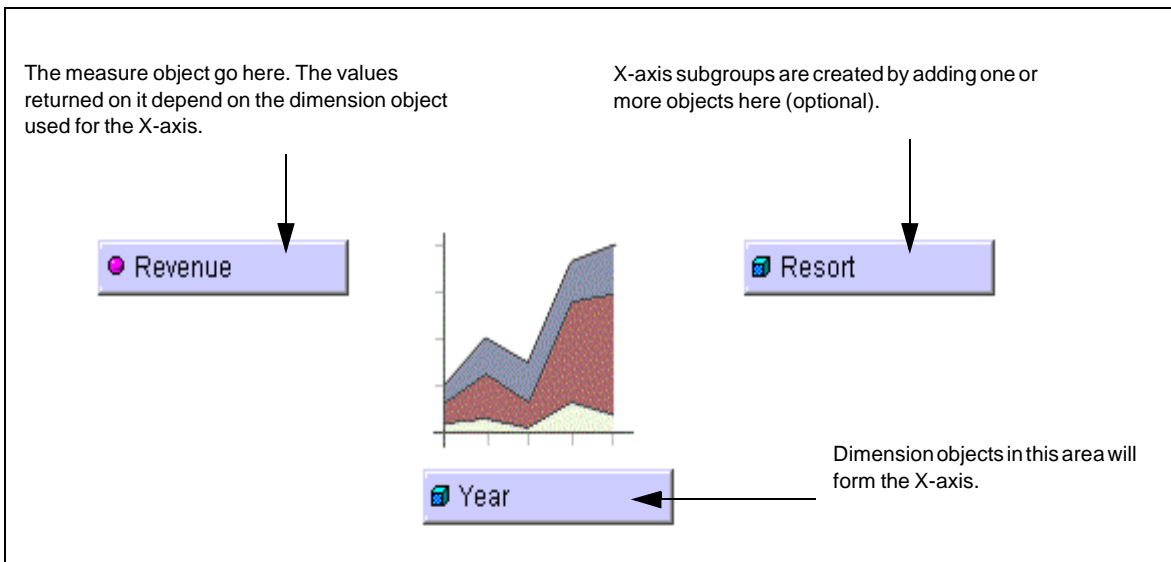 The measure object go here. The values
returned on it depend on the dimension object
used for the X-axis.
X-axis subgroups are created by adding one or
more objects here (optional).
Revenue
Resort
Year
Dimension objects in this area will
form the X-axis.